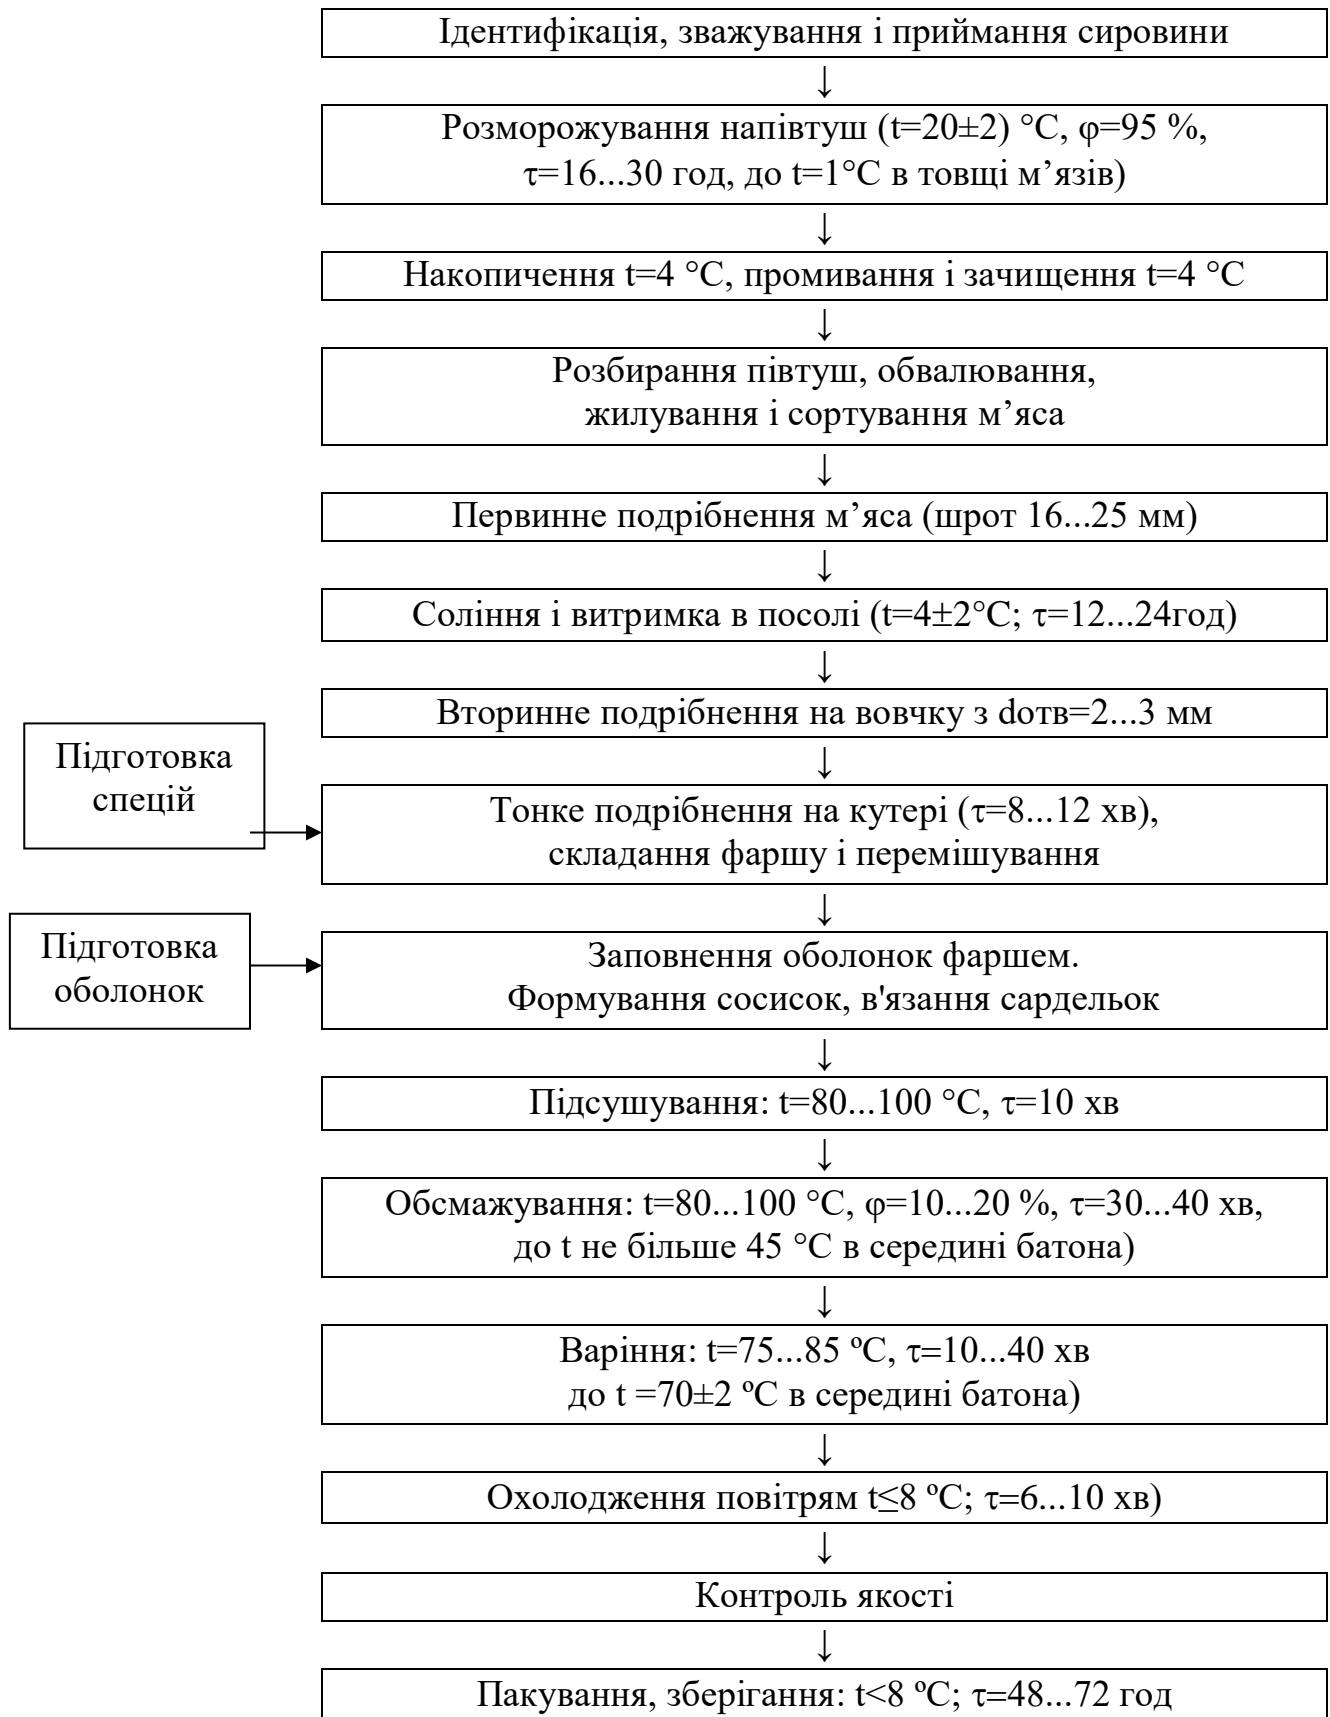 Ідентифікація, зважування і приймання сировини
↓
Розморожування напівтуш (t=20±2) °С, φ=95 %,
τ=16...30 год, до t=1°С в товщі м’язів)
↓
Накопичення t=4 °С, промивання і зачищення t=4 °С
↓
Розбирання півтуш, обвалювання,
жилування і сортування м’яса
↓
Первинне подрібнення м’яса (шрот 16...25 мм)
↓
Соління і витримка в посолі (t=4±2°С; τ=12...24год)
↓
Вторинне подрібнення на вовчку з dотв=2...3 мм
↓
Підготовка
спецій
Тонке подрібнення на кутері (τ=8...12 хв),
складання фаршу і перемішування
↓
Підготовка
оболонок
Заповнення оболонок фаршем.
Формування сосисок, в'язання сардельок
↓
Підсушування: t=80...100 °С, τ=10 хв
↓
Обсмажування: t=80...100 °С, φ=10...20 %, τ=30...40 хв,
до t не більше 45 °С в середині батона)
↓
Варіння: t=75...85 ºС, τ=10...40 хв
до t =70±2 ºС в середині батона)
↓
Охолодження повітрям t≤8 ºС; τ=6...10 хв)
↓
Контроль якості
↓
Пакування, зберігання: t<8 ºС; τ=48...72 год